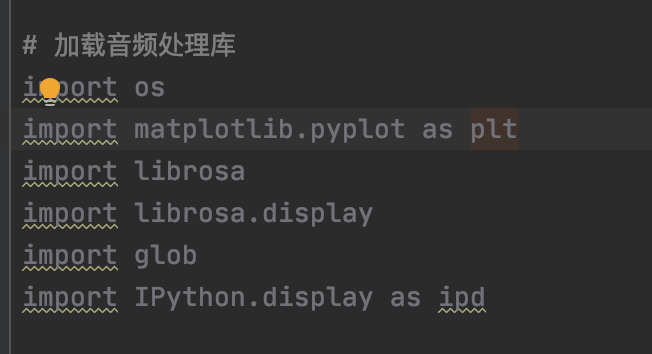 # 加载音频处理库
import os
import matplotlib.pyplot as plt
import librosa
import librosa.display
import glob
import IPython.display as ipd